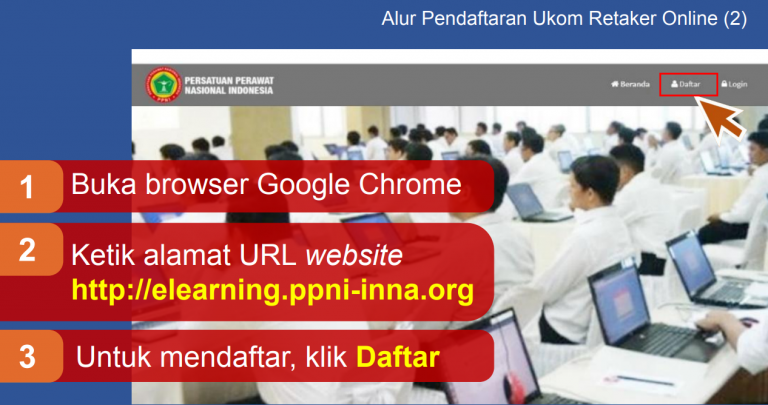 Alur Pendaftaran Ukom Retaker Online (2)
PERSATUAN PERAWAT
NASIONAL INDONESIA
PPNI
Beranda
Daftar
Login
1
Buka browser Google Chrome
2
Ketik alamat URL website
http://elearning.ppni-inna.org
3
Untuk mendaftar, klik Daftar